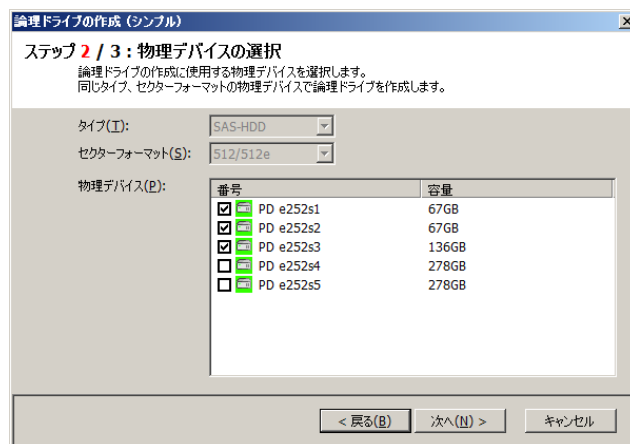 論理ドライブの作成 (シンプル)
ステップ 2 / 3 : 物理デバイスの選択
論理ドライブの作成に使用する物理デバイスを選択します。
同じタイプ、セクターフォーマットの物理デバイスで論理ドライブを作成します。
タイプ(T): SAS-HDD
セクターフォーマット(S): 512/512e
物理デバイス(P): 番号 容量
PD e252s1 67GB
PD e252s2 67GB
PD e252s3 136GB
PD e252s4 278GB
PD e252s5 278GB
< 戻る(B) 次へ(N) > キャンセル